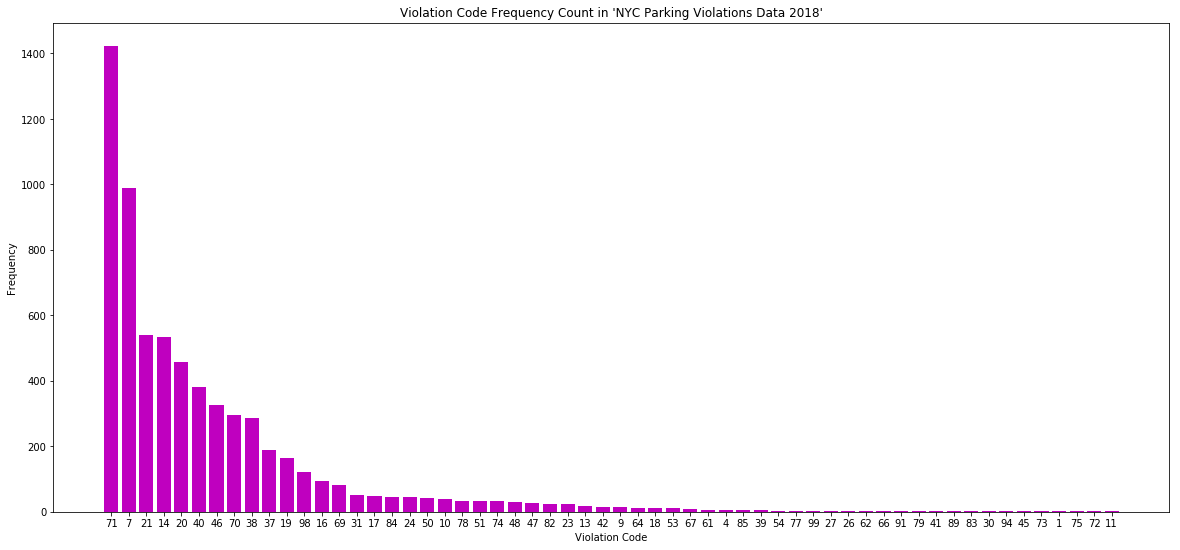 Violation Code Frequency Count in 'NYC Parking Violations Data 2018'
1400
1200
1000
800
600
400
200
0
Frequency
71 7 21 14 20 40 46 70 38 37 19 98 16 69 31 17 84 24 50 10 78 51 74 48 47 82 23 13 42 9 64 18 53 67 61 4 85 39 54 77 99 27 26 62 66 91 79 41 89 83 30 94 45 73 1 75 72 11
Violation Code